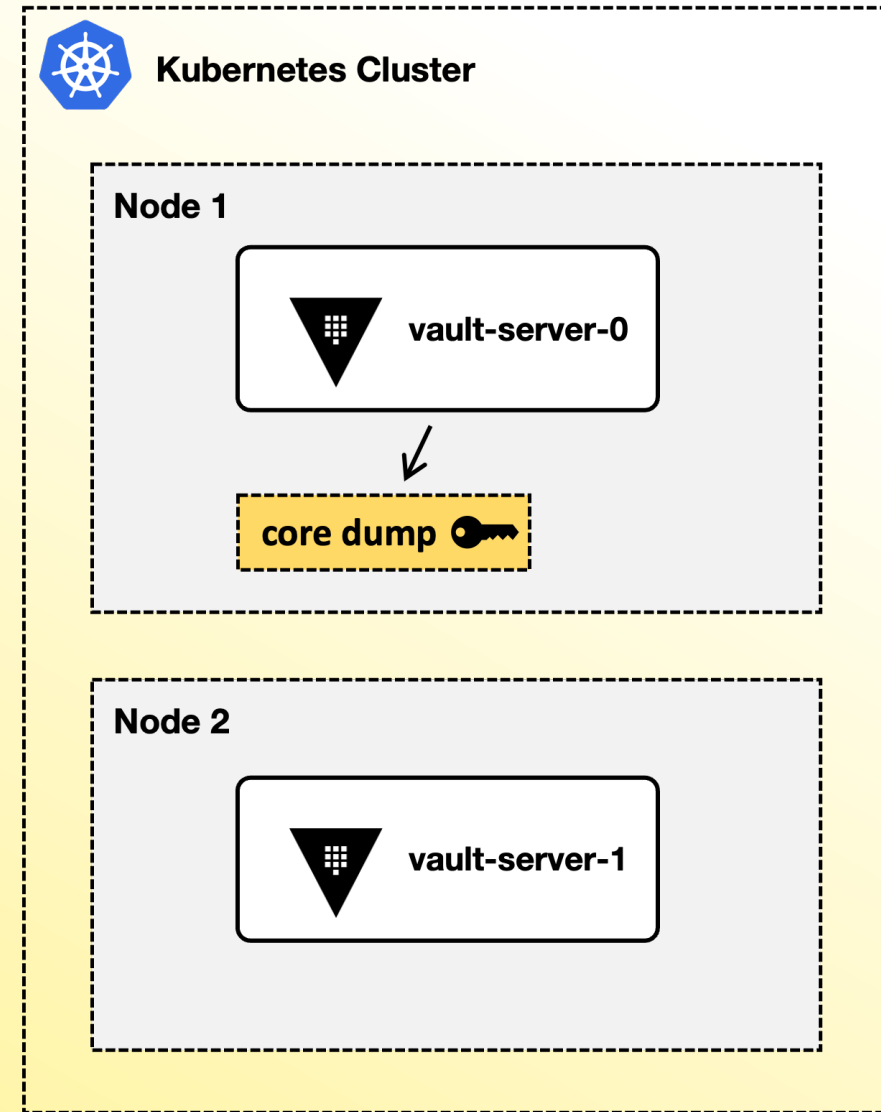 Kubernetes Cluster
Node 1
vault-server-0
core dump
Node 2
vault-server-1